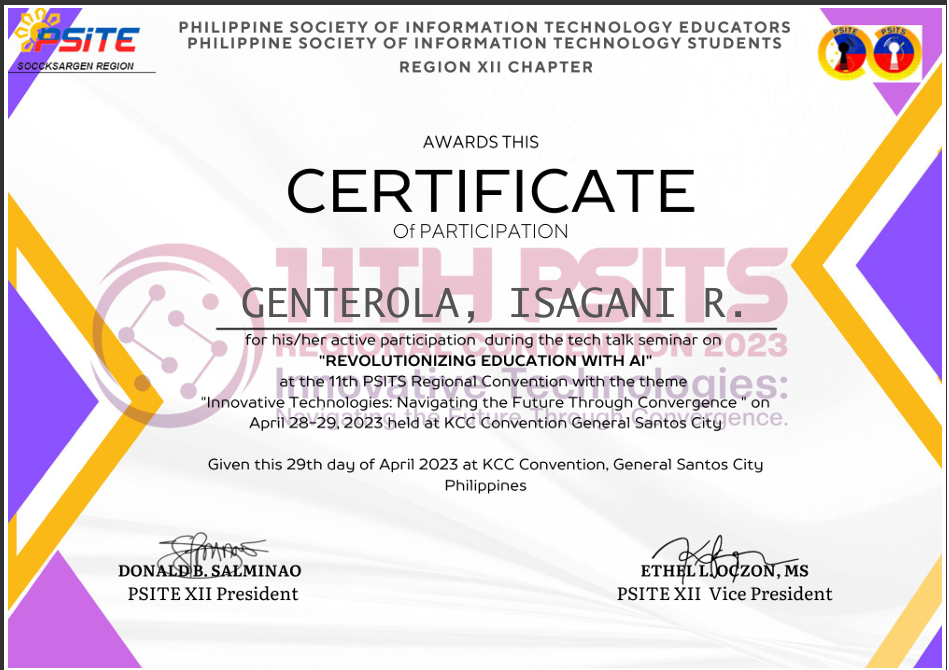 PSITE
SOCCKSARGEN REGION
PHILIPPINE SOCIETY OF INFORMATION TECHNOLOGY EDUCATORS
PHILIPPINE SOCIETY OF INFORMATION TECHNOLOGY STUDENTS
REGION XII CHAPTER
PSITE
PSITS
AWARDS THIS
CERTIFICATE
Of PARTICIPATION
11TH PSITS
GENTEROLA, ISAGANI R.
REGIONAL CONVENTION 2023
for his/her active participation during the tech talk seminar on
"REVOLUTIONIZING EDUCATION WITH AI"
Innovative Technologies:
at the 11th PSITS Regional Convention with the theme
"Innovative Technologies: Navigating the Future Through Convergence " on
Navigating the Future Through Convergence.
April 28-29, 2023 held at KCC Convention General Santos City
Given this 29th day of April 2023 at KCC Convention, General Santos City
Philippines
DONALD B. SALMINAO
PSITE XII President
ETHEL L. OCZON, MS
PSITE XII Vice President